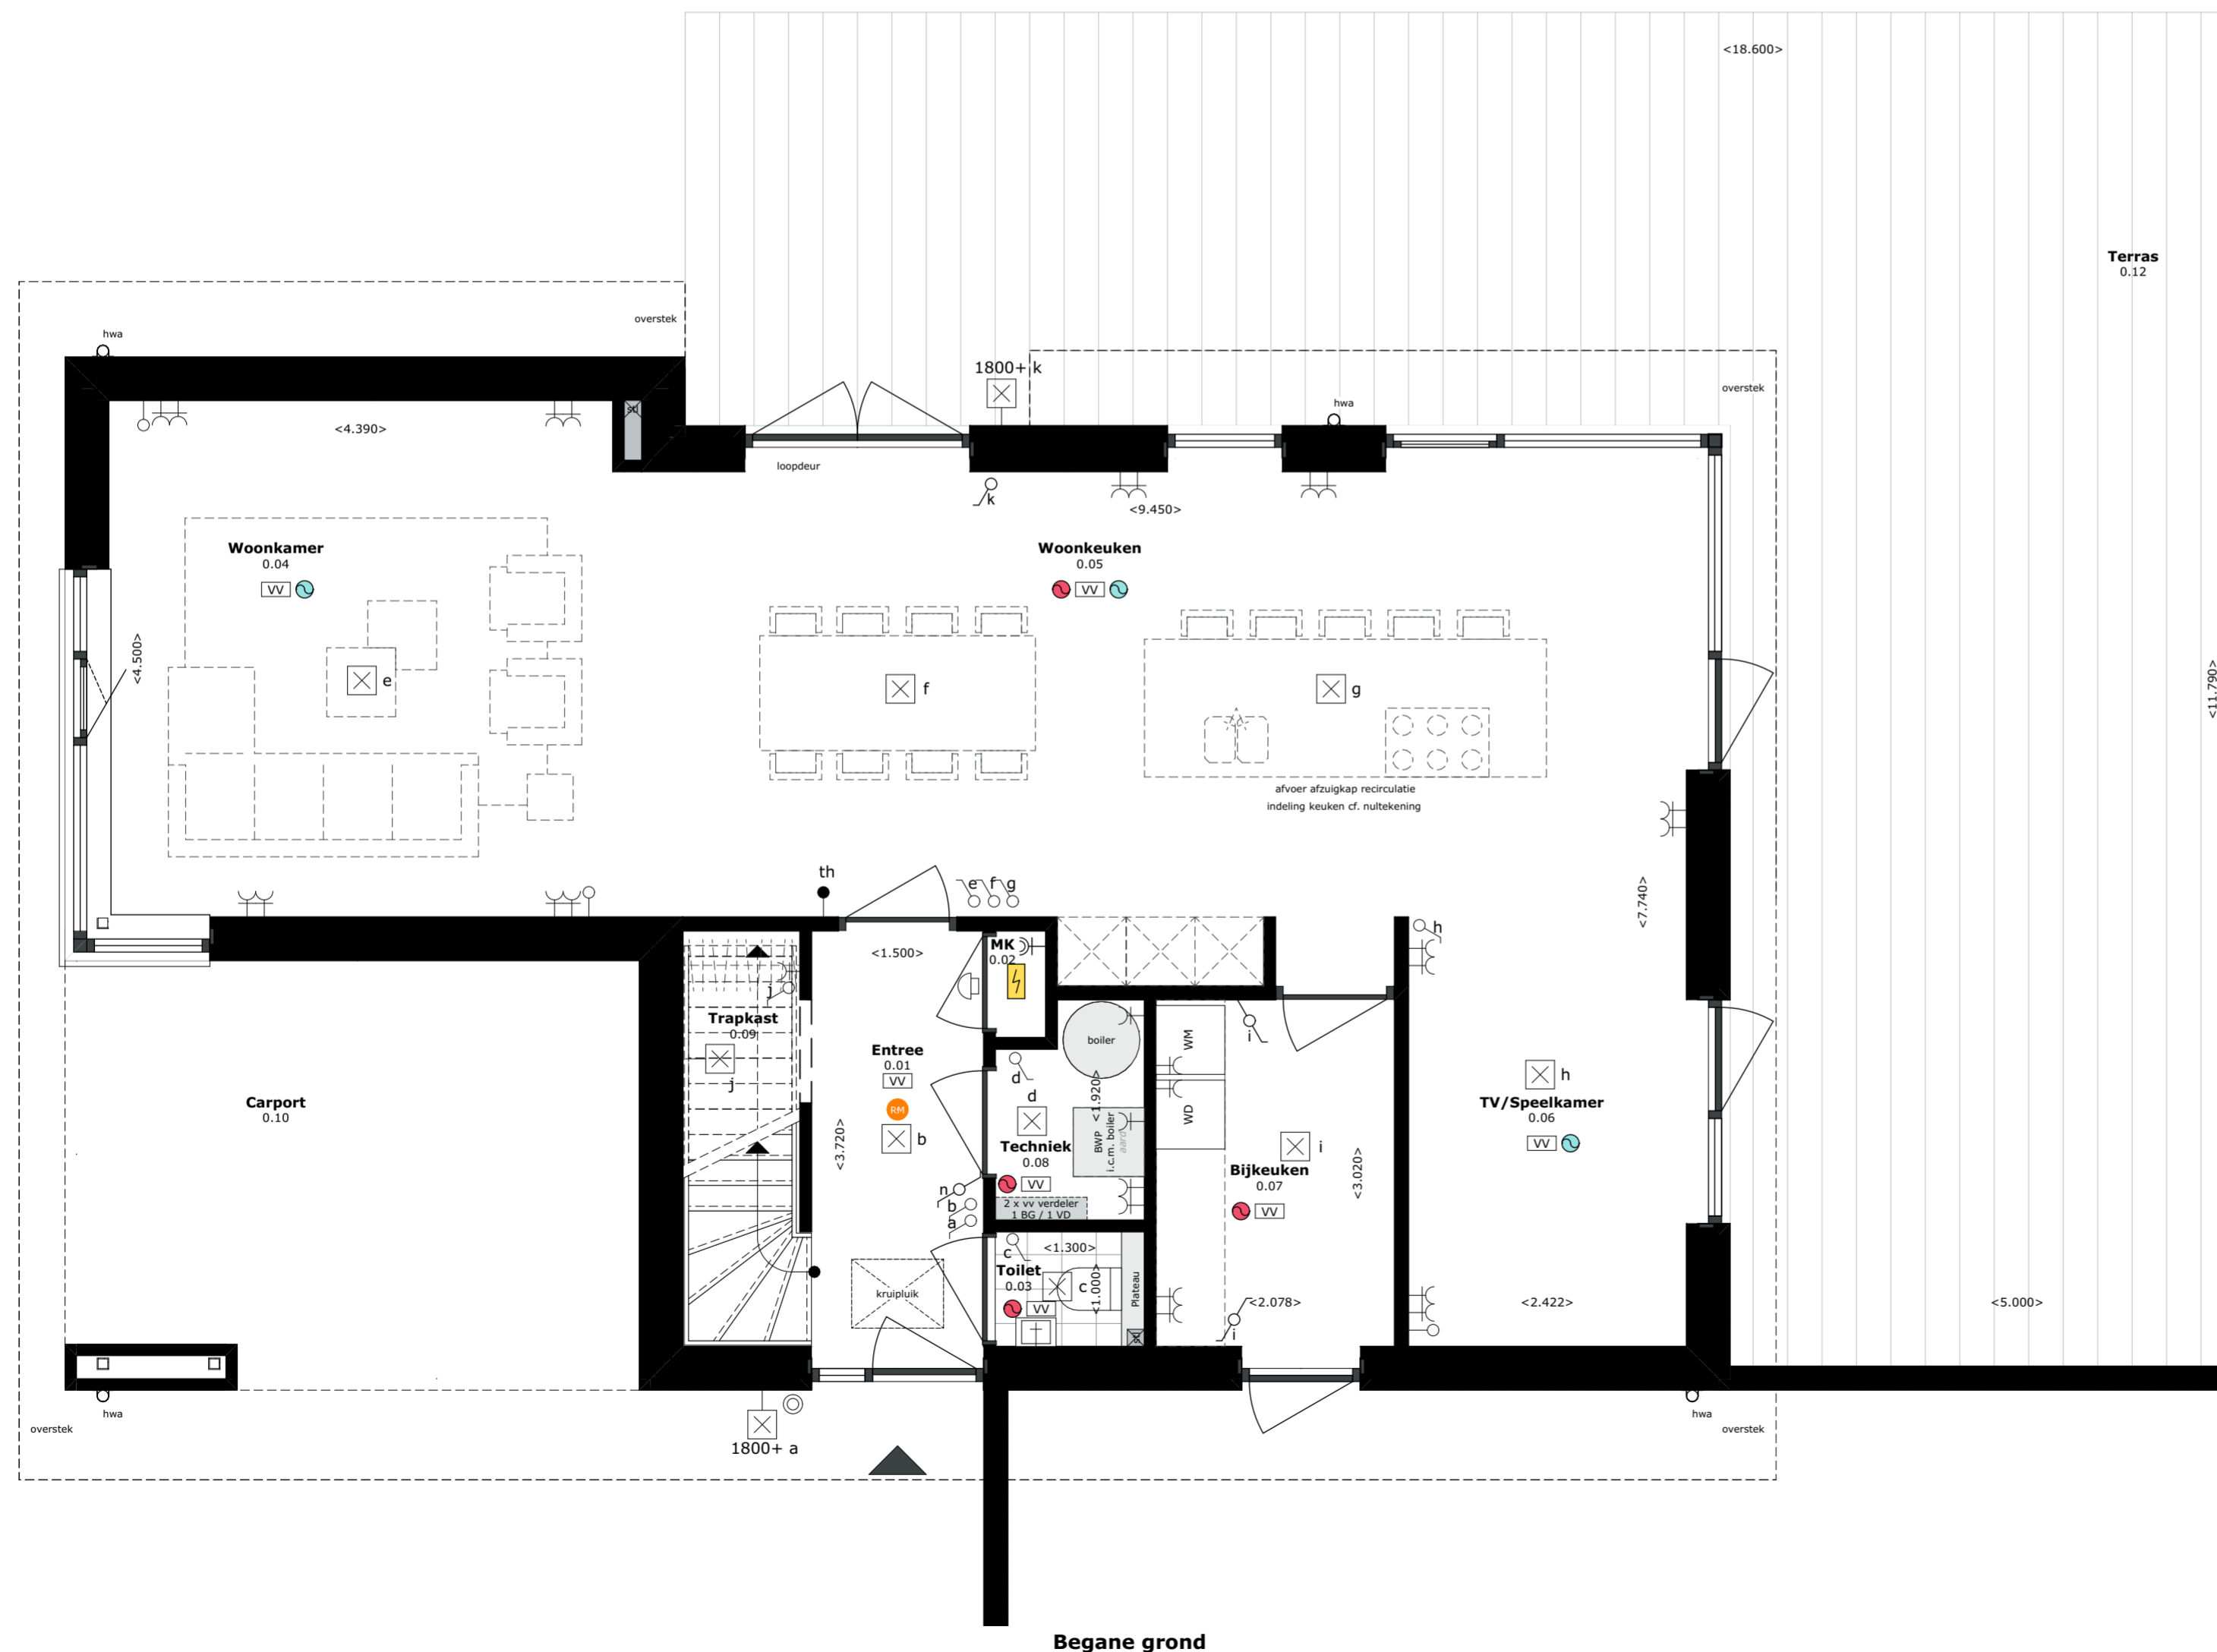 <18.600>
Terras
0.12
overstek
hwa
1800+ k
overstek
hwa
stl
<4.390>
loopdeur
k
<9.450>
Woonkamer
0.04
VV
Woonkeuken
0.05
VV
<4.500>
e
f
g
<11.790>
afvoer afzuigkap recirculatie
indeling keuken cf. nultekening
th
e f g
<7.740>
h
MK
0.02
<1.500>
j
Trapkast
0.09
j
Entree
0.01
VV
RM
b
<3.720>
boiler
d
d
<1.920>
BWP
i.c.m. boiler
aard
Techniek
0.08
VV
2 x vv verdeler
1 BG / 1 VD
WM
WD
i
i
Bijkeuken
0.07
VV
<3.020>
h
TV/Speelkamer
0.06
VV
Carport
0.10
n
b
a
c
<1.300>
Toilet
0.03
VV
c
<1.000>
Plateau
stl
kruipluik
<2.078>
i
<2.422>
<5.000>
hwa
overstek
1800+ a
hwa
overstek
Begane grond